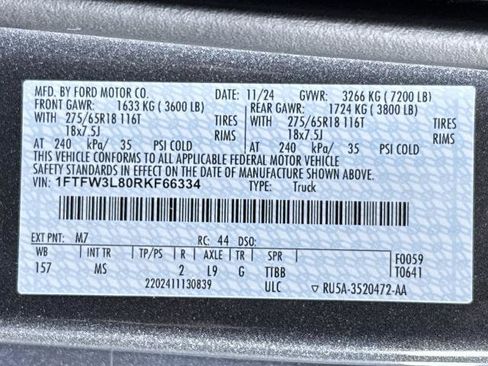 MFD. BY FORD MOTOR CO. DATE: 11/24 GVWR: 3266 KG ( 7200 LB)
FRONT GAWR: 1633 KG ( 3600 LB) REAR GAWR: 1724 KG ( 3800 LB)
WITH 275/65R18 116T TIRES WITH 275/65R18 116T TIRES
18x7.5J 18x7.5J
AT 240 kPa/ 35 PSI COLD AT 240 kPa/ 35 PSI COLD
THIS VEHICLE CONFORMS TO ALL APPLICABLE FEDERAL MOTOR VEHICLE
SAFETY STANDARDS IN EFFECT ON THE DATE OF MANUFACTURE SHOWN ABOVE.
VIN: 1FTFW3L80RKF66334 TYPE: Truck
EXT PNT: M7 RC: 44 DSO: F0059
WB INT TR TP/PS R AXLE TR SPR T0641
157 MS 2 L9 G TTBB
2202411130839 ULC ▽ RU5A-3520472-AA